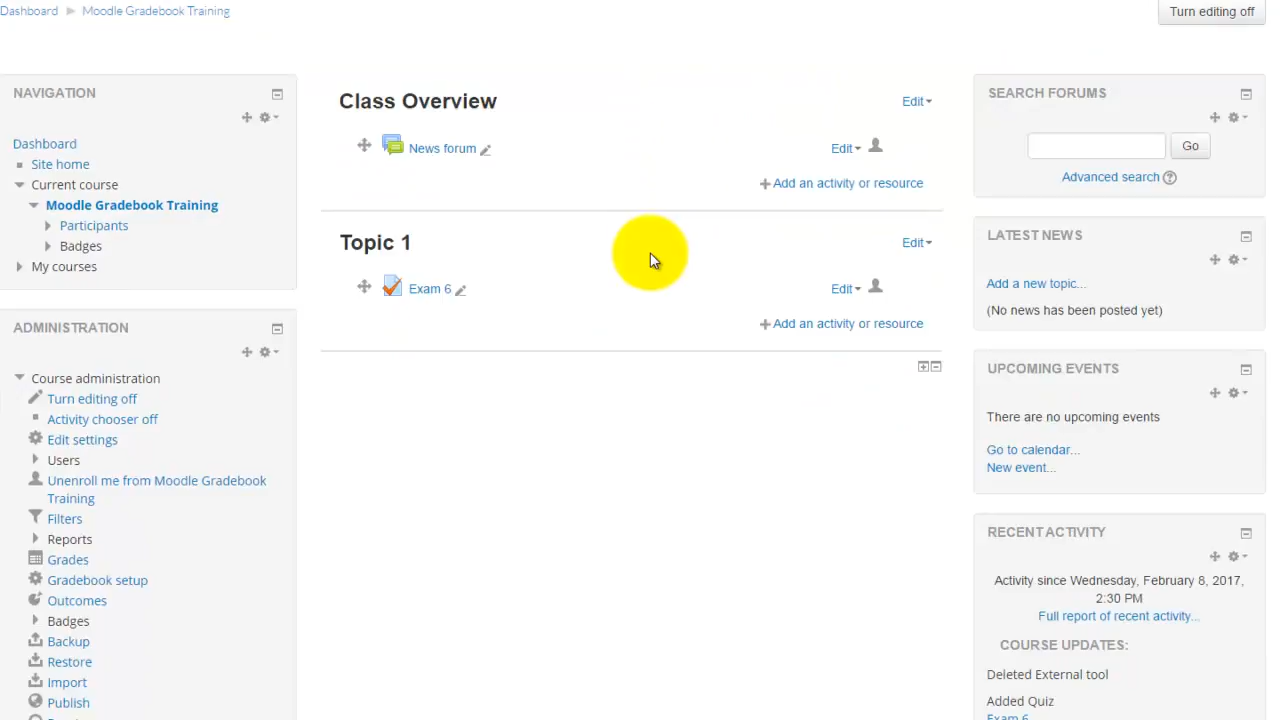 Dashboard Moodle Gradebook Training
Turn editing off
NAVIGATION
Dashboard
Site home
Current course
Moodle Gradebook Training
Participants
Badges
My courses
ADMINISTRATION
Course administration
Turn editing off
Activity chooser off
Edit settings
Users
Unenroll me from Moodle Gradebook
Training
Filters
Reports
Grades
Gradebook setup
Outcomes
Badges
Backup
Restore
Import
Publish
Class Overview Edit
News forum Edit
Add an activity or resource
Topic 1 Edit
Exam 6 Edit
Add an activity or resource
SEARCH FORUMS
Go
Advanced search
LATEST NEWS
Add a new topic...
(No news has been posted yet)
UPCOMING EVENTS
There are no upcoming events
Go to calendar...
New event...
RECENT ACTIVITY
Activity since Wednesday, February 8, 2017,
2:30 PM
Full report of recent activity...
COURSE UPDATES:
Deleted External tool
Added Quiz
Exam 6